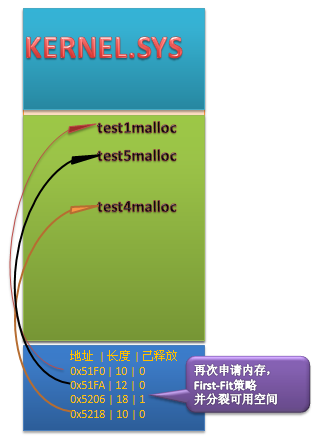 KERNEL.SYS
test1malloc
test5malloc
test4malloc
地址 | 长度 | 已释放
0x51F0 | 10 | 0
0x51FA | 12 | 0
0x5206 | 18 | 1
0x5218 | 10 | 0
再次申请内存，
First-Fit策略
并分裂可用空间